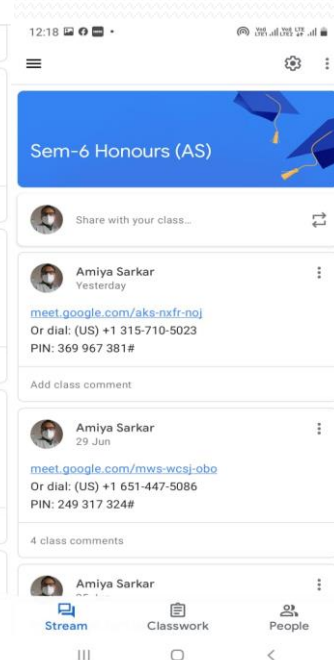 12:18
Sem-6 Honours (AS)
Share with your class...
Amiya Sarkar
Yesterday
meet.google.com/aks-nxfr-noj
Or dial: (US) +1 315-710-5023
PIN: 369 967 381#
Add class comment
Amiya Sarkar
29 Jun
meet.google.com/mws-wcsj-obo
Or dial: (US) +1 651-447-5086
PIN: 249 317 324#
4 class comments
Amiya Sarkar
Stream Classwork People